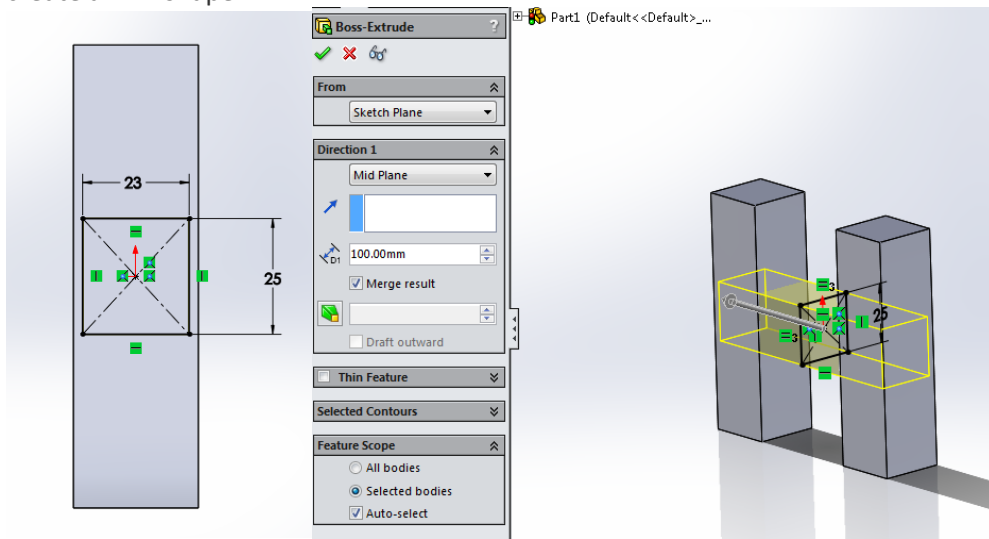 23
25
Boss-Extrude ?
From
Sketch Plane
Direction 1
Mid Plane
D1 100.00mm
Merge result
Draft outward
Thin Feature
Selected Contours
Feature Scope
All bodies
Selected bodies
Auto-select
Part1 (Default<<Default>_...
3
25
3